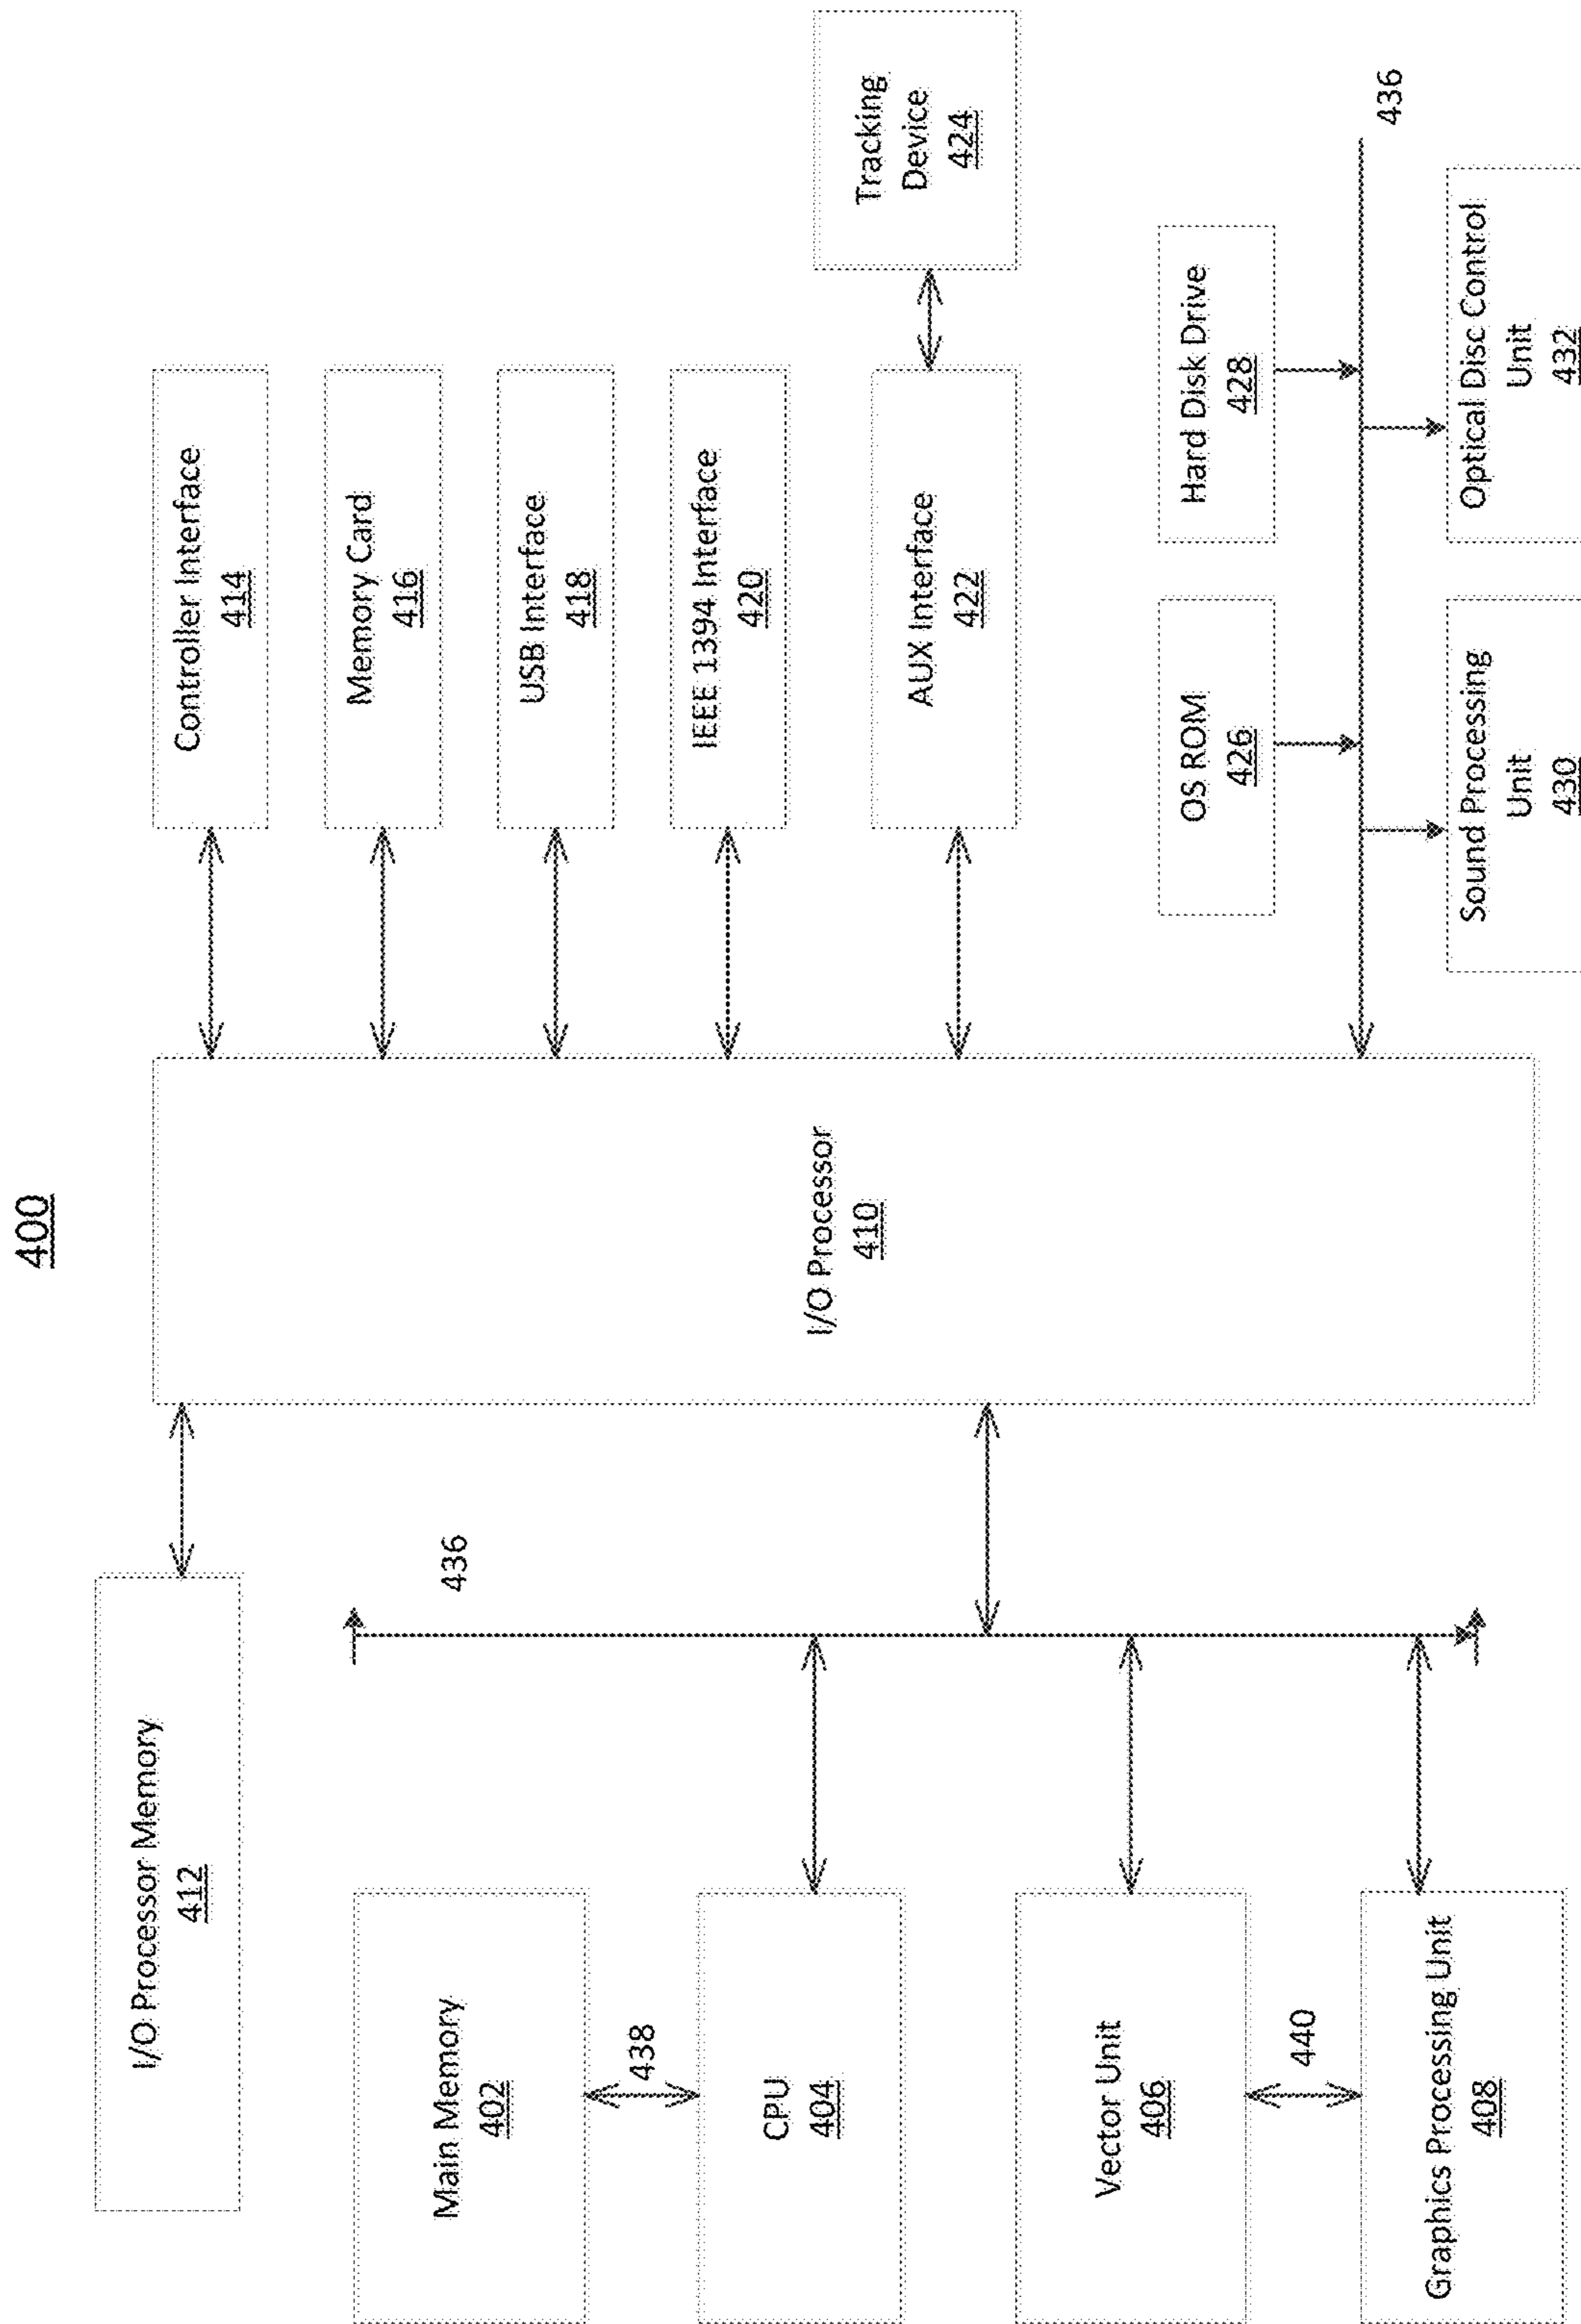 400
I/O Processor Memory
412
Main Memory
402
438
CPU
404
Vector Unit
406
440
Graphics Processing Unit
408
436
I/O Processor
410
Controller Interface
414
Memory Card
416
USB Interface
418
IEEE 1394 Interface
420
AUX Interface
422
Tracking
Device
424
OS ROM
426
Hard Disk Drive
428
436
Sound Processing
Unit
430
Optical Disc Control
Unit
432